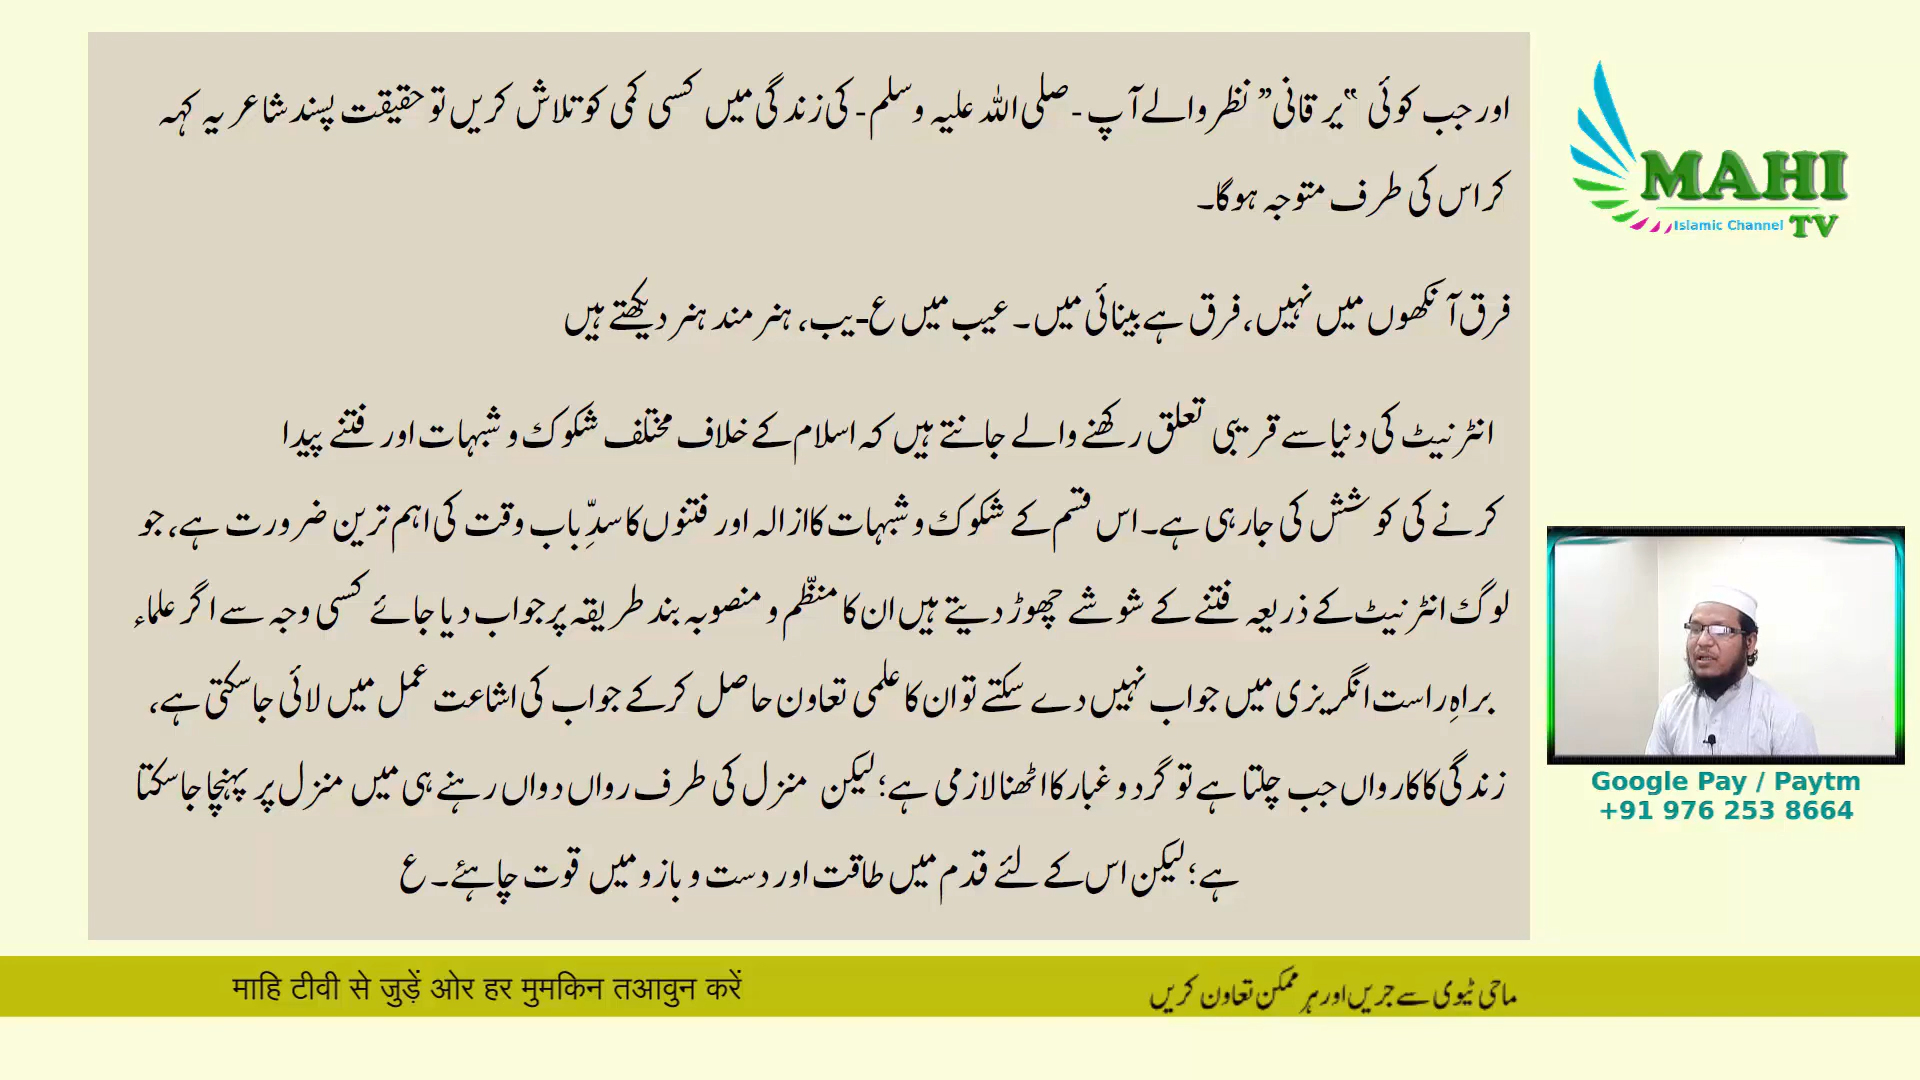 اور جب کوئی “یرقانی” نظر والے آپ -صلی اللہ علیہ وسلم- کی زندگی میں کسی کمی کو تلاش کریں تو حقیقت پسند شاعر یہ کہہ
کر اس کی طرف متوجہ ہوگا۔
فرق آنکھوں میں نہیں، فرق ہے بینائی میں۔ عیب میں ع-یب، ہنر مند ہنر دیکھتے ہیں
انٹرنیٹ کی دنیا سے قریبی تعلق رکھنے والے جانتے ہیں کہ اسلام کے خلاف مختلف شکوک و شبہات اور فتنے پیدا
کرنے کی کوشش کی جارہی ہے۔ اس قسم کے شکوک و شبہات کا ازالہ اور فتنوں کا سدِّباب وقت کی اہم ترین ضرورت ہے، جو
لوگ انٹرنیٹ کے ذریعہ فتنے کے شوشے چھوڑ دیتے ہیں ان کا منظّم و منصوبہ بند طریقہ پر جواب دیا جائے کسی وجہ سے اگر علماء
براہِ راست انگریزی میں جواب نہیں دے سکتے تو ان کا علمی تعاون حاصل کرکے جواب کی اشاعت عمل میں لائی جاسکتی ہے،
زندگی کا کارواں جب چلتا ہے تو گرد و غبار کا اٹھنا لازمی ہے؛ لیکن منزل کی طرف رواں دواں رہنے ہی میں منزل پر پہنچا جاسکتا
ہے؛ لیکن اس کے لئے قدم میں طاقت اور دست و بازو میں قوت چاہئے۔ ع
MAHI
Islamic Channel TV
Google Pay / Paytm
+91 976 253 8664
माहि टीवी से जुड़ें ओर हर मुमकिन तआवुन करें
ماحی ٹیوی سے جریں اور ہر ممکن تعاون کریں